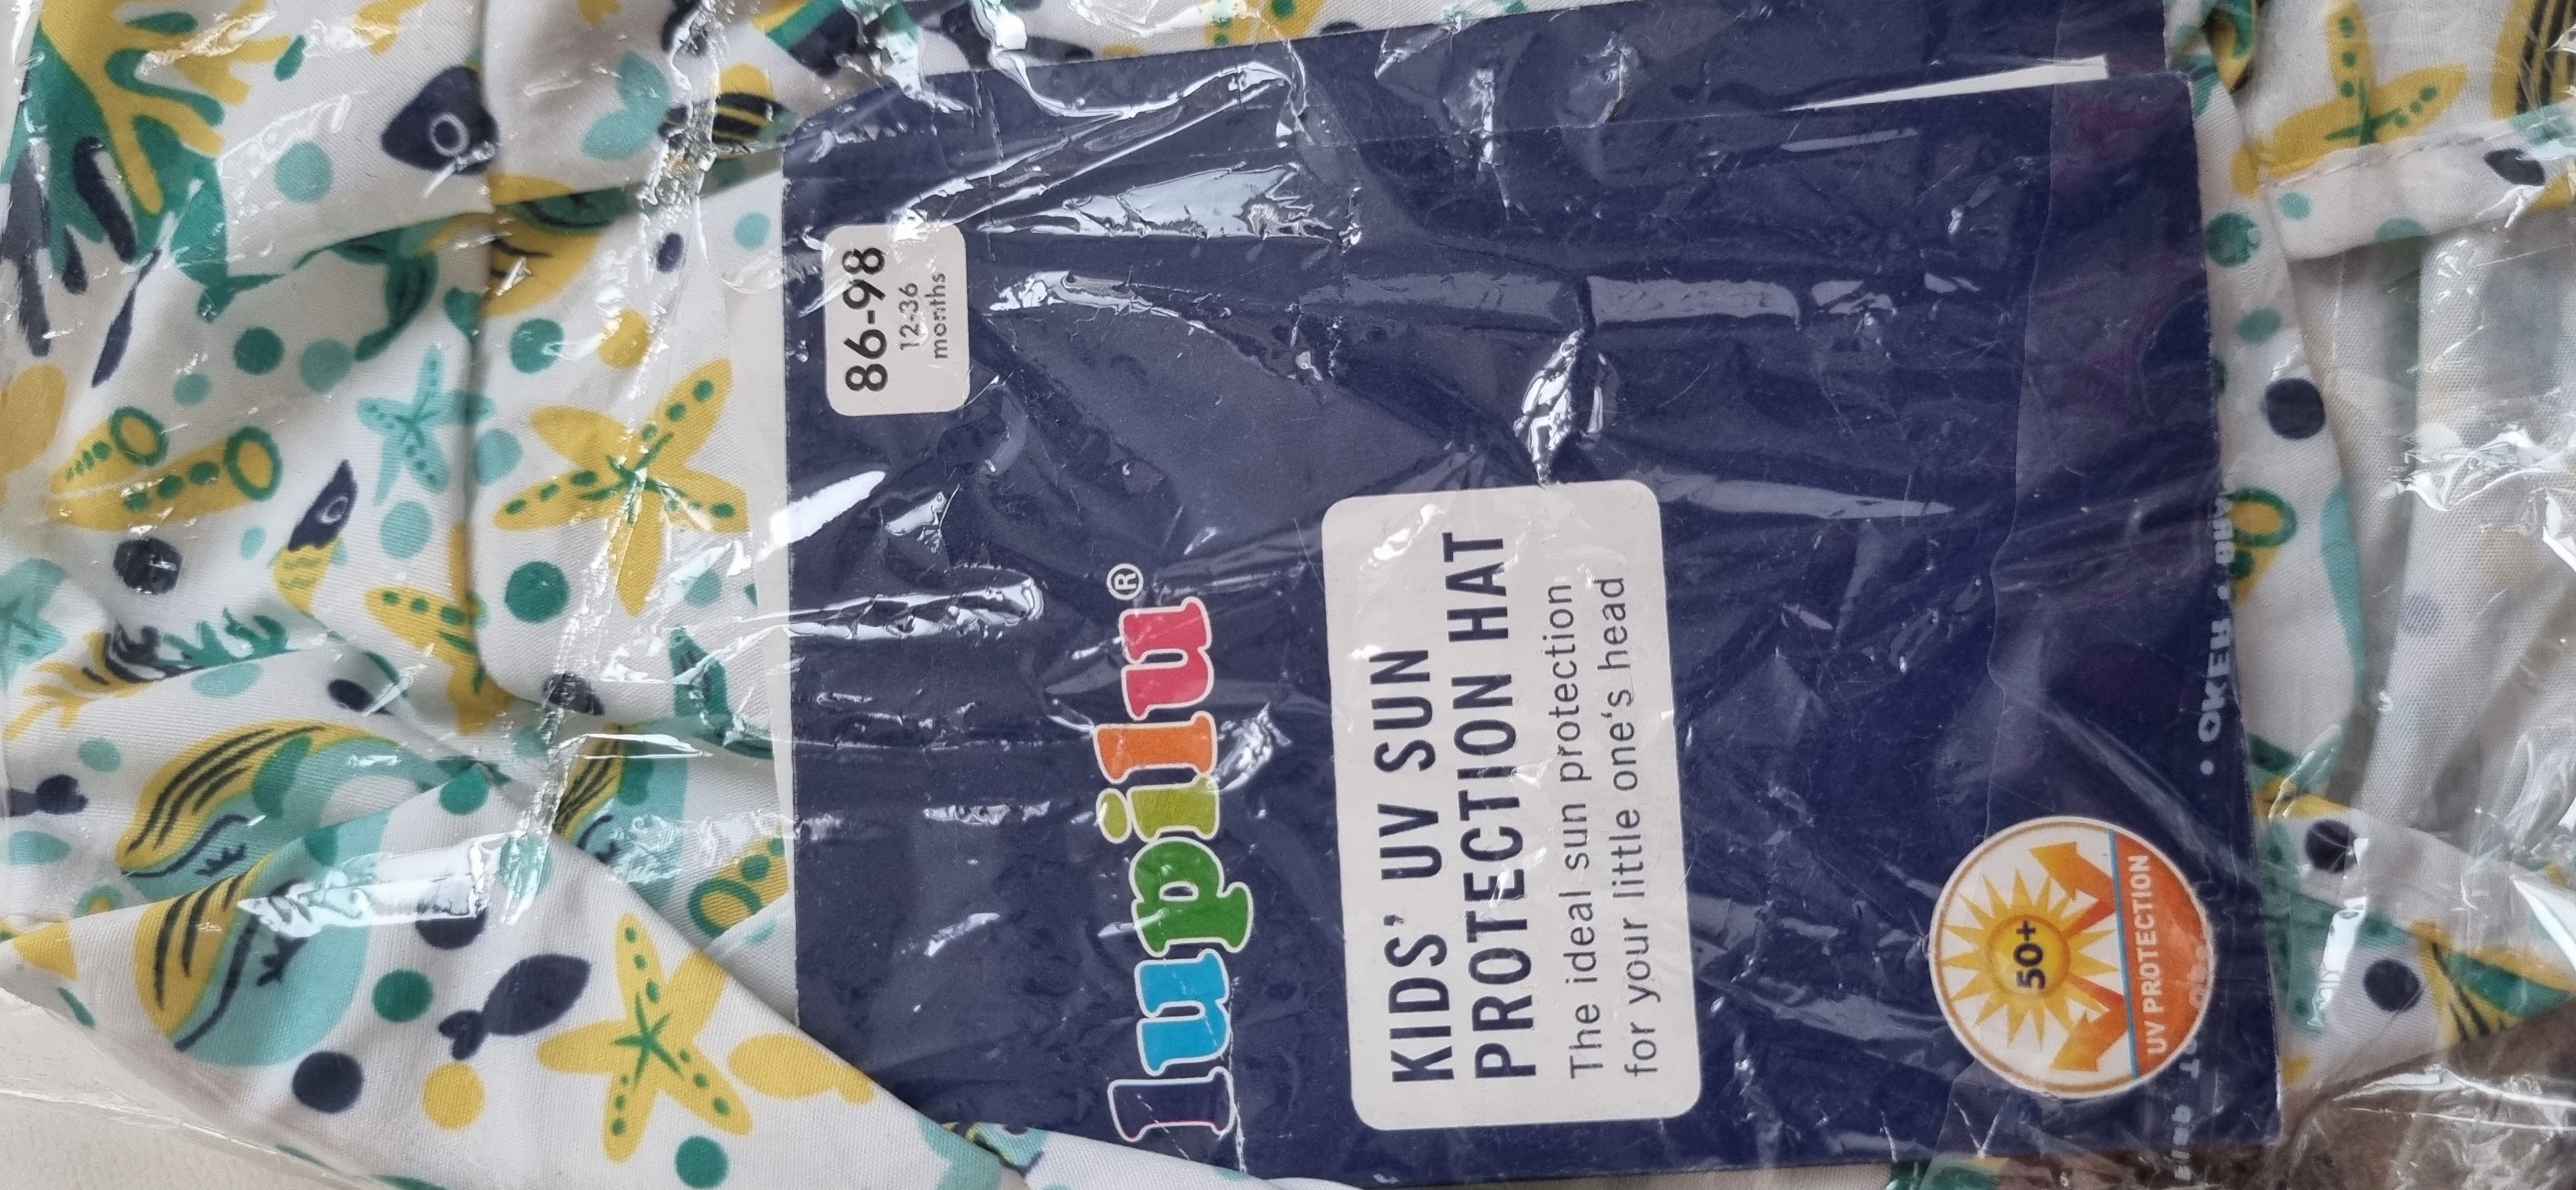 86-98
12-36
months
lupilu®
KIDS' UV SUN
PROTECTION HAT
The ideal sun protection
for your little one's head
50+
UV PROTECTION